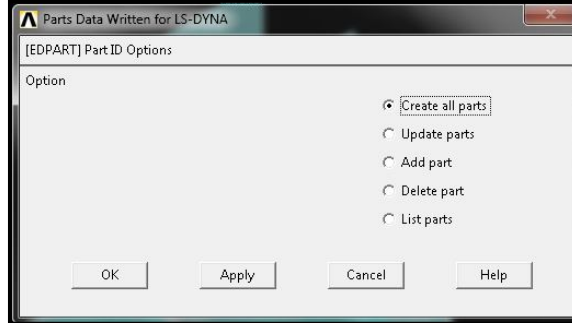 Parts Data Written for LS-DYNA
[EDPART] Part ID Options
Option
Create all parts
Update parts
Add part
Delete part
List parts
OK Apply Cancel Help